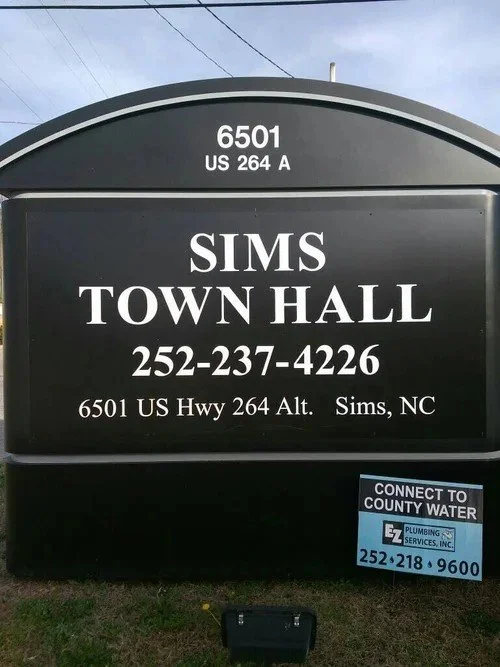 6501
US 264 A
SIMS
TOWN HALL
252-237-4226
6501 US Hwy 264 Alt. Sims, NC
CONNECT TO
COUNTY WATER
EZ PLUMBING
SERVICES, INC.
252•218•9600